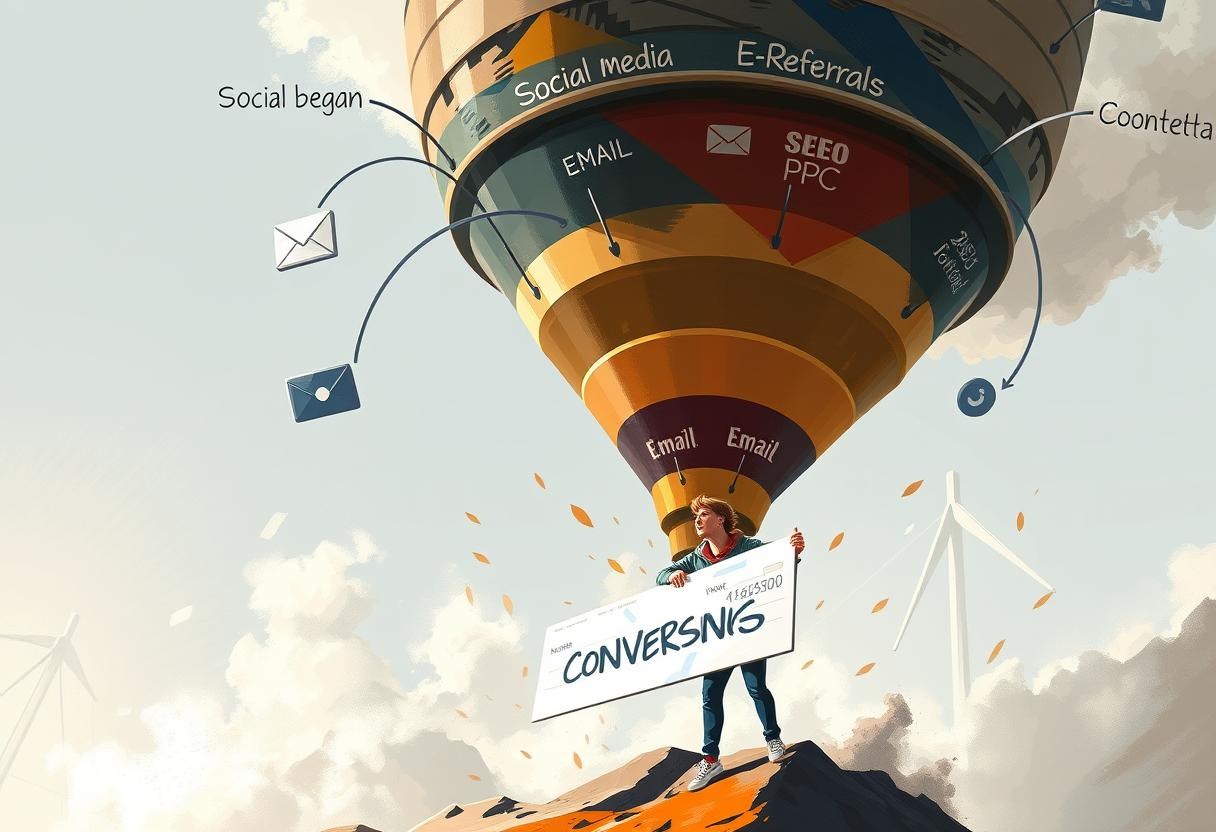 Social media
E-Referrals
Social began
Coontetta
EMAIL
SEEO
PPC
Email
Email
CONVERSNIS